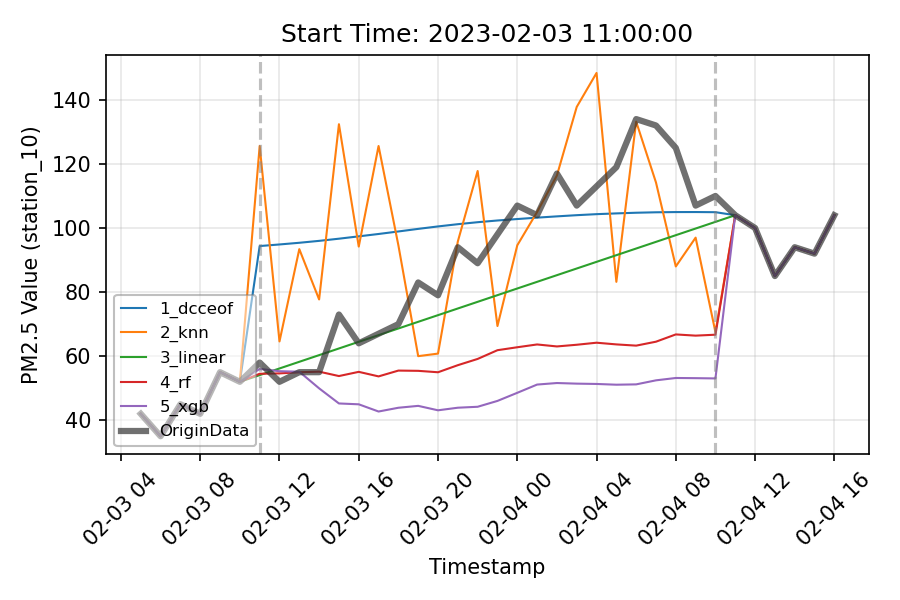 Start Time: 2023-02-03 11:00:00
PM2.5 Value (station_10)
140
120
100
80
60
40
1_dcceof
2_knn
3_linear
4_rf
5_xgb
OriginData
02-03 04
02-03 08
02-03 12
02-03 16
02-03 20
02-04 00
02-04 04
02-04 08
02-04 12
02-04 16
Timestamp